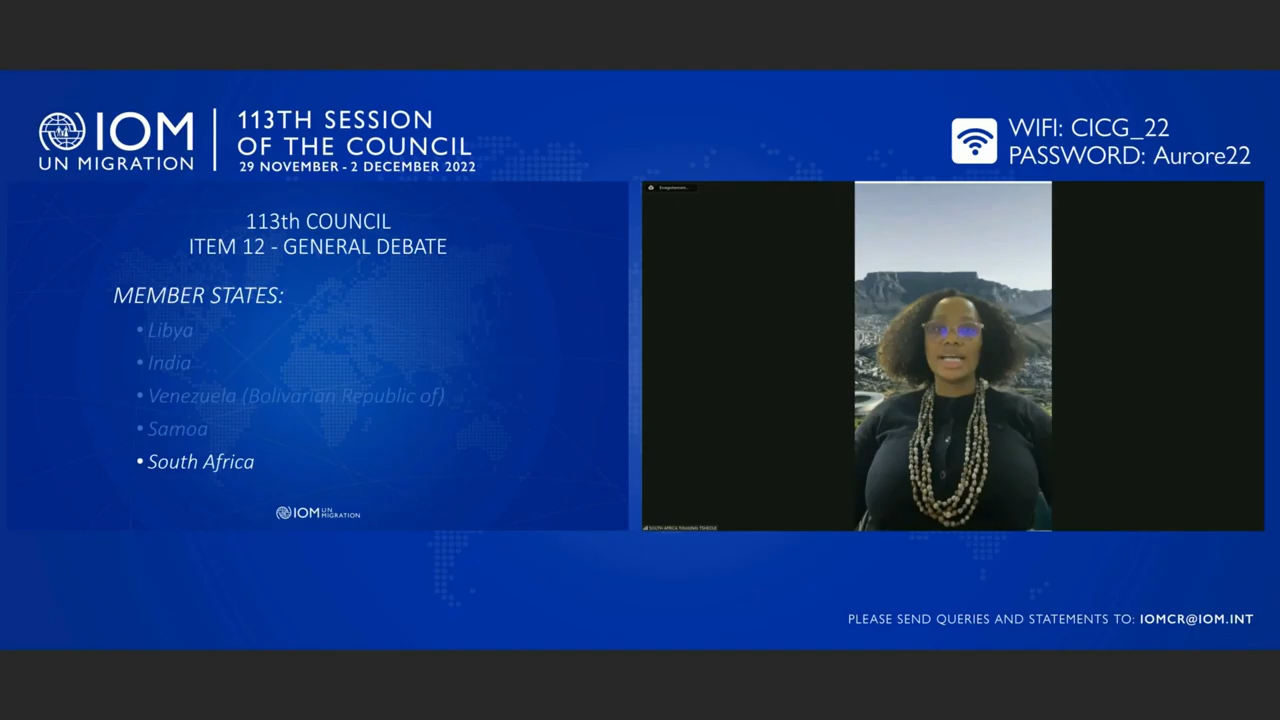 IOM
UN MIGRATION
113TH SESSION
OF THE COUNCIL
29 NOVEMBER - 2 DECEMBER 2022
WIFI: CICG_22
PASSWORD: Aurore22
113th COUNCIL
ITEM 12 - GENERAL DEBATE
MEMBER STATES:
• Libya
• India
• Venezuela (Bolivarian Republic of)
• Samoa
• South Africa
IOM UN MIGRATION
PLEASE SEND QUERIES AND STATEMENTS TO: IOMCR@IOM.INT